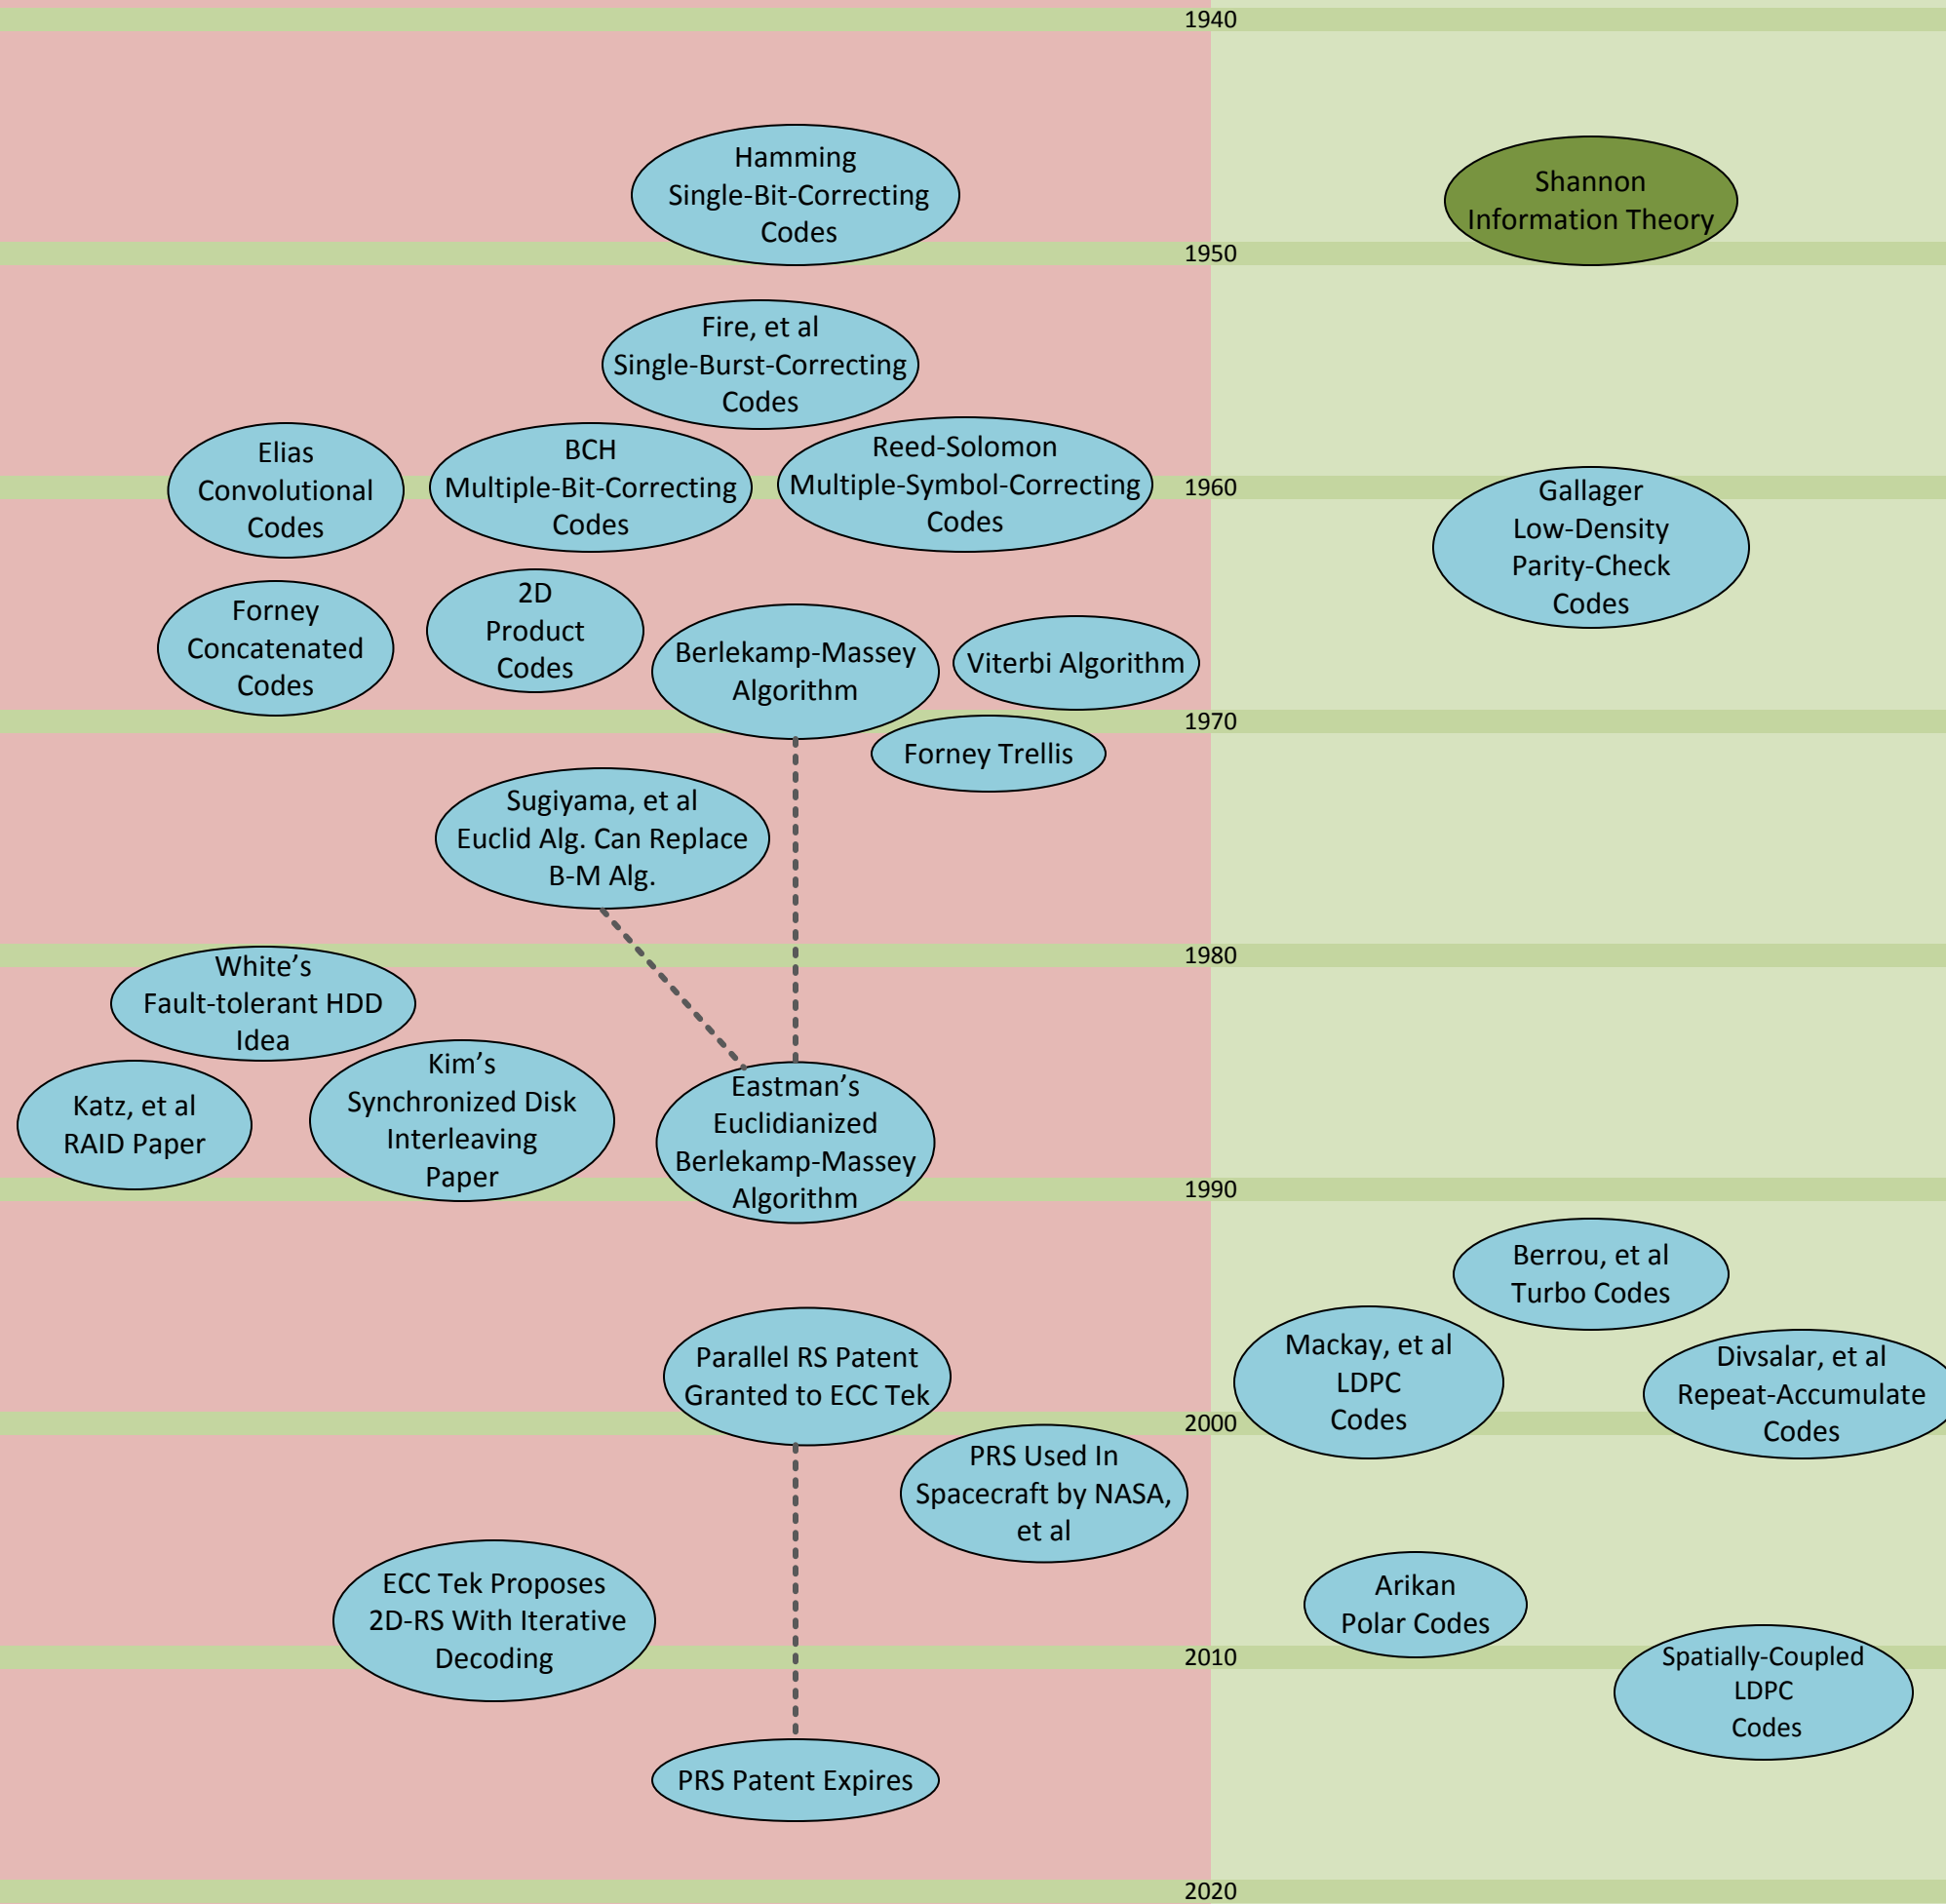 1940
Hamming
Single-Bit-Correcting
Codes
Shannon
Information Theory
1950
Fire, et al
Single-Burst-Correcting
Codes
Elias
Convolutional
Codes
BCH
Multiple-Bit-Correcting
Codes
Reed-Solomon
Multiple-Symbol-Correcting
Codes
1960
Gallager
Low-Density
Parity-Check
Codes
Forney
Concatenated
Codes
2D
Product
Codes
Berlekamp-Massey
Algorithm
Viterbi Algorithm
1970
Forney Trellis
Sugiyama, et al
Euclid Alg. Can Replace
B-M Alg.
1980
White’s
Fault-tolerant HDD
Idea
Katz, et al
RAID Paper
Kim’s
Synchronized Disk
Interleaving
Paper
Eastman’s
Euclidianized
Berlekamp-Massey
Algorithm
1990
Berrou, et al
Turbo Codes
Parallel RS Patent
Granted to ECC Tek
Mackay, et al
LDPC
Codes
Divsalar, et al
Repeat-Accumulate
Codes
2000
PRS Used In
Spacecraft by NASA,
et al
ECC Tek Proposes
2D-RS With Iterative
Decoding
Arikan
Polar Codes
2010
Spatially-Coupled
LDPC
Codes
PRS Patent Expires
2020